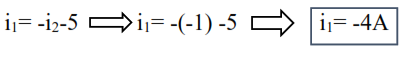 i₁= -i₂-5 ⟹ i₁= -(-1) -5 ⟹ i₁= -4A